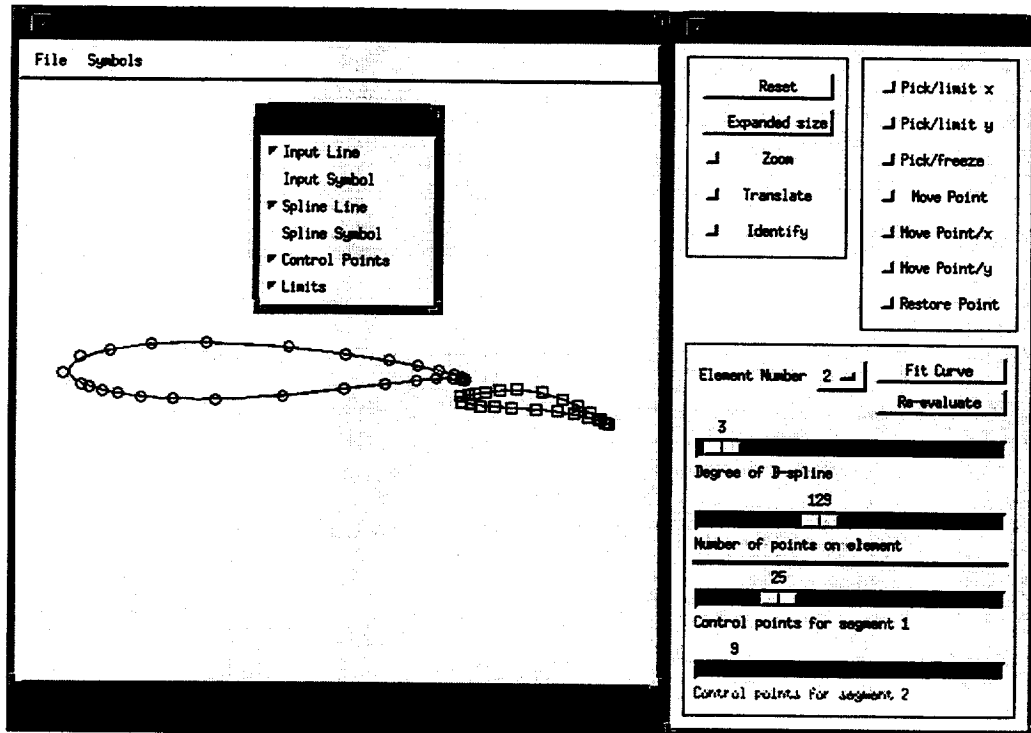 File Symbols
Input Line
Input Symbol
Spline Line
Spline Symbol
Control Points
Limits
Reset
Expanded size
Zoom
Translate
Identify
Pick/limit x
Pick/limit y
Pick/freeze
Move Point
Move Point/x
Move Point/y
Restore Point
Element Number 2
Fit Curve
Re-evaluate
3
Degree of B-spline
129
Number of points on element
25
Control points for segment 1
9
Control points for segment 2